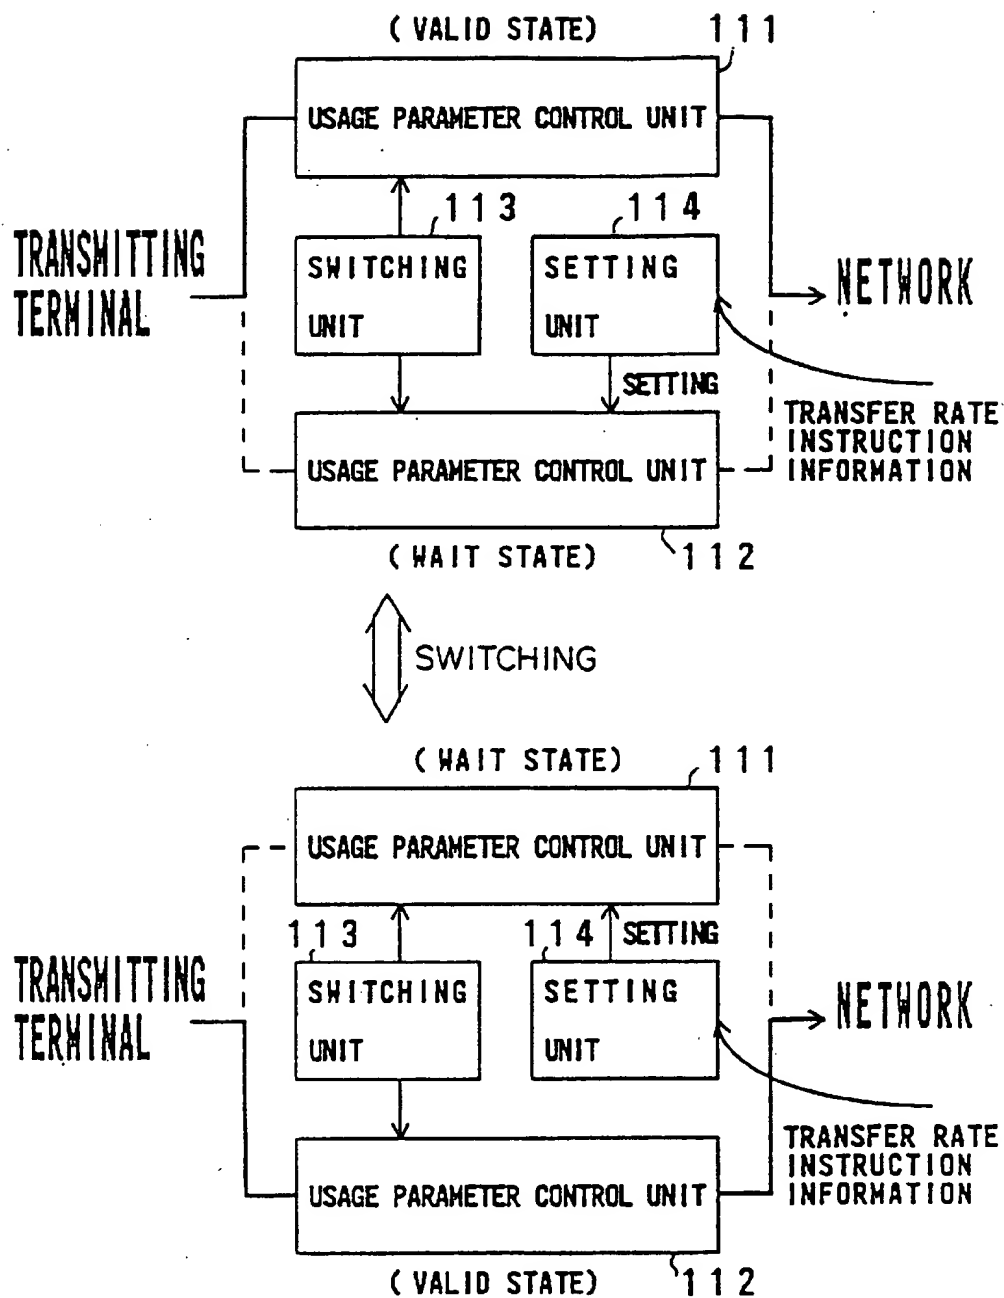 (VALID STATE)
111
USAGE PARAMETER CONTROL UNIT
113
114
TRANSMITTING
TERMINAL
SWITCHING
UNIT
SETTING
UNIT
NETWORK
SETTING
TRANSFER RATE
INSTRUCTION
INFORMATION
USAGE PARAMETER CONTROL UNIT
(WAIT STATE)
112
SWITCHING
(WAIT STATE)
111
USAGE PARAMETER CONTROL UNIT
113
114
SETTING
TRANSMITTING
TERMINAL
SWITCHING
UNIT
SETTING
UNIT
NETWORK
TRANSFER RATE
INSTRUCTION
INFORMATION
USAGE PARAMETER CONTROL UNIT
(VALID STATE)
112